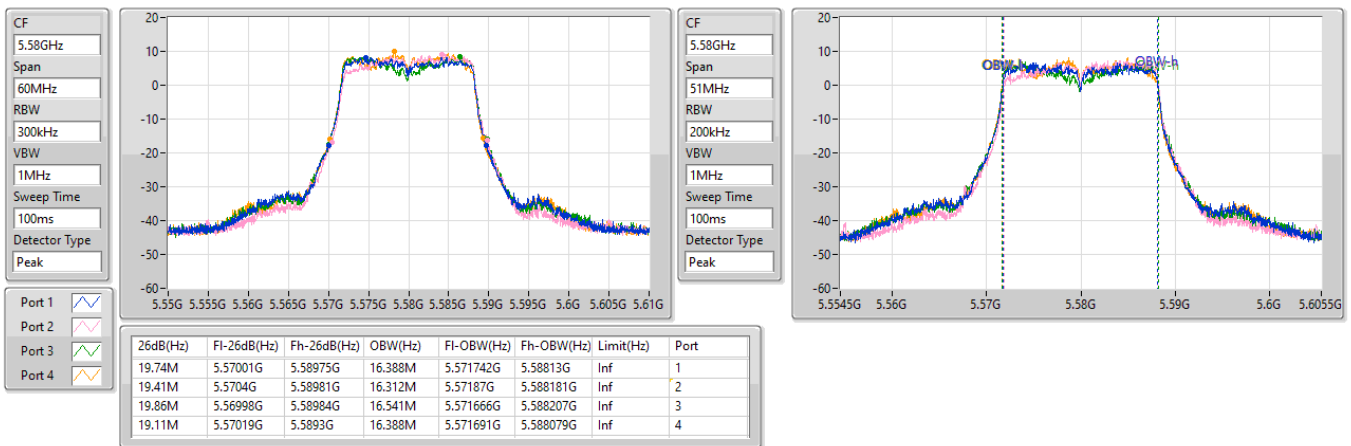 CF
5.58GHz
Span
60MHz
RBW
300kHz
VBW
1MHz
Sweep Time
100ms
Detector Type
Peak
20
10
0
-10
-20
-30
-40
-50
-60
5.55G 5.555G 5.56G 5.565G 5.57G 5.575G 5.58G 5.585G 5.59G 5.595G 5.6G 5.605G 5.61G
CF
5.58GHz
Span
51MHz
RBW
200kHz
VBW
1MHz
Sweep Time
100ms
Detector Type
Peak
20
10
0
-10
-20
-30
-40
-50
-60
OBW-h
5.55445G 5.56G 5.57G 5.58G 5.59G 5.6G 5.6055G
Port 1
Port 2
Port 3
Port 4
26dB(Hz) Fl-26dB(Hz) Fh-26dB(Hz) OBW(Hz) Fl-OBW(Hz) Fh-OBW(Hz) Limit(Hz) Port
19.74M 5.57001G 5.58975G 16.388M 5.571742G 5.58813G Inf 1
19.41M 5.5704G 5.58981G 16.312M 5.57187G 5.588181G Inf 2
19.86M 5.56998G 5.58984G 16.541M 5.571666G 5.588207G Inf 3
19.11M 5.57019G 5.5893G 16.388M 5.571691G 5.588079G Inf 4